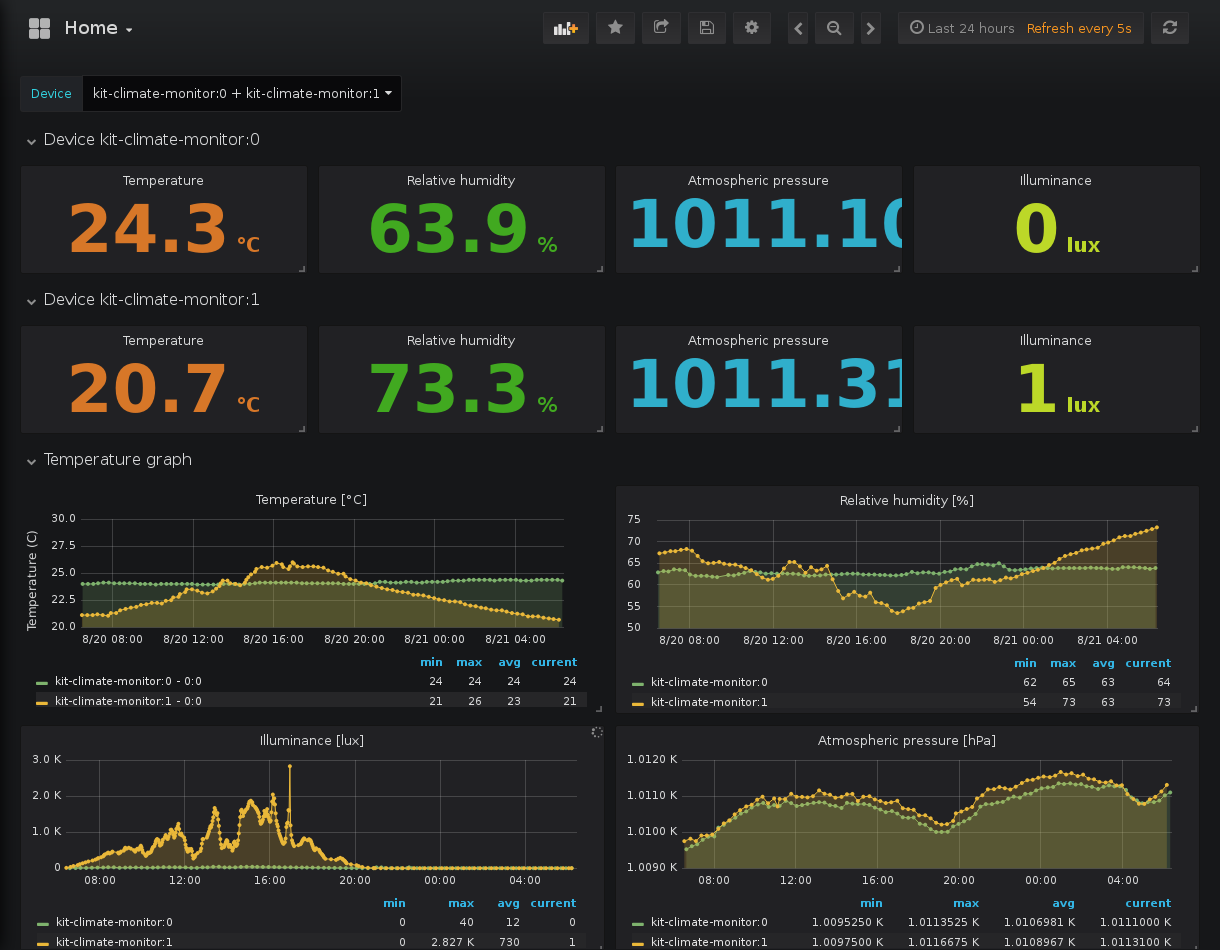 Home
Last 24 hours Refresh every 5s
Device kit-climate-monitor:0 + kit-climate-monitor:1
Device kit-climate-monitor:0
Temperature Relative humidity Atmospheric pressure Illuminance
24.3 °C 63.9 % 1011.10 0 lux
Device kit-climate-monitor:1
Temperature Relative humidity Atmospheric pressure Illuminance
20.7 °C 73.3 % 1011.31 1 lux
Temperature graph
Temperature [°C]
Temperature (C)
30.0
27.5
25.0
22.5
20.0
8/20 08:00 8/20 12:00 8/20 16:00 8/20 20:00 8/21 00:00 8/21 04:00
min max avg current
kit-climate-monitor:0 - 0:0 24 24 24 24
kit-climate-monitor:1 - 0:0 21 26 23 21
Relative humidity [%]
75
70
65
60
55
50
8/20 08:00 8/20 12:00 8/20 16:00 8/20 20:00 8/21 00:00 8/21 04:00
min max avg current
kit-climate-monitor:0 62 65 63 64
kit-climate-monitor:1 54 73 63 73
Illuminance [lux]
3.0 K
2.0 K
1.0 K
0
08:00 12:00 16:00 20:00 00:00 04:00
min max avg current
kit-climate-monitor:0 0 40 12 0
kit-climate-monitor:1 0 2.827 K 730 1
Atmospheric pressure [hPa]
1.0120 K
1.0110 K
1.0100 K
1.0090 K
08:00 12:00 16:00 20:00 00:00 04:00
min max avg current
kit-climate-monitor:0 1.0095250 K 1.0113525 K 1.0106981 K 1.0111000 K
kit-climate-monitor:1 1.0097500 K 1.0116675 K 1.0108967 K 1.0113100 K